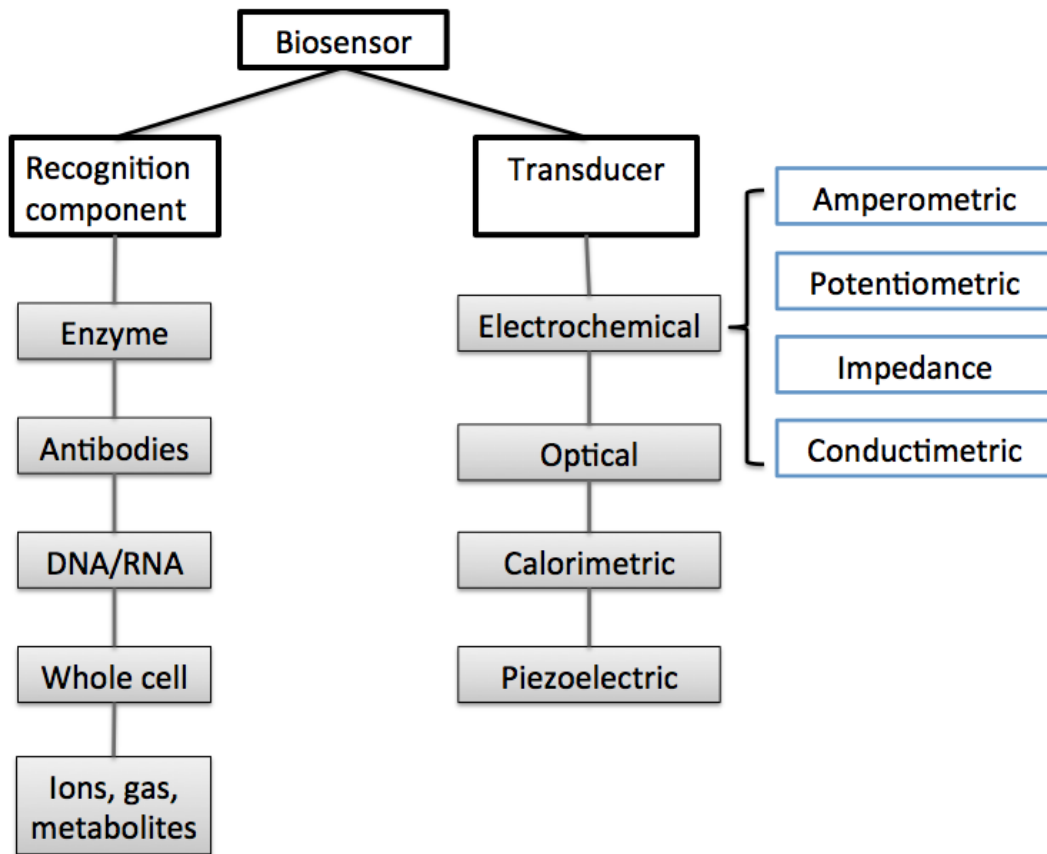 Biosensor
Recognition
component
Transducer
Amperometric
Potentiometric
Impedance
Conductimetric
Enzyme
Antibodies
DNA/RNA
Whole cell
Ions, gas,
metabolites
Electrochemical
Optical
Calorimetric
Piezoelectric